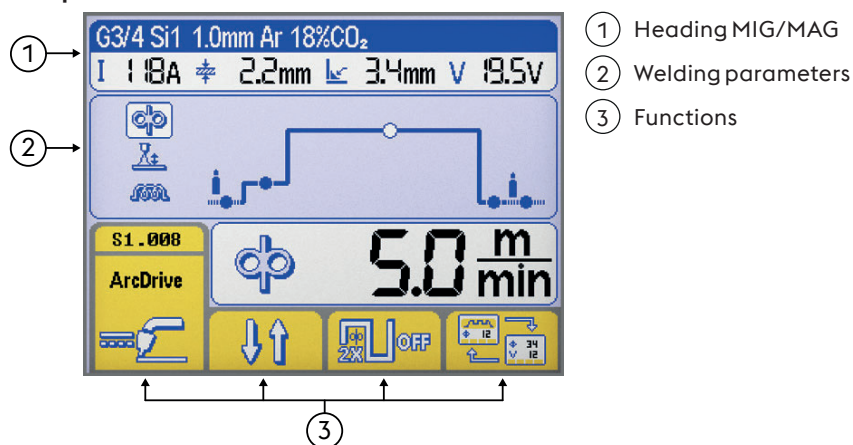 G3/4 Si1 1.0mm Ar 18%CO₂
I 118A 2.2mm 3.4mm V 19.5V
S1.008
ArcDrive
5.0 m/min
2X OFF
12
34
V 12
1 Heading MIG/MAG
2 Welding parameters
3 Functions
1
2
3